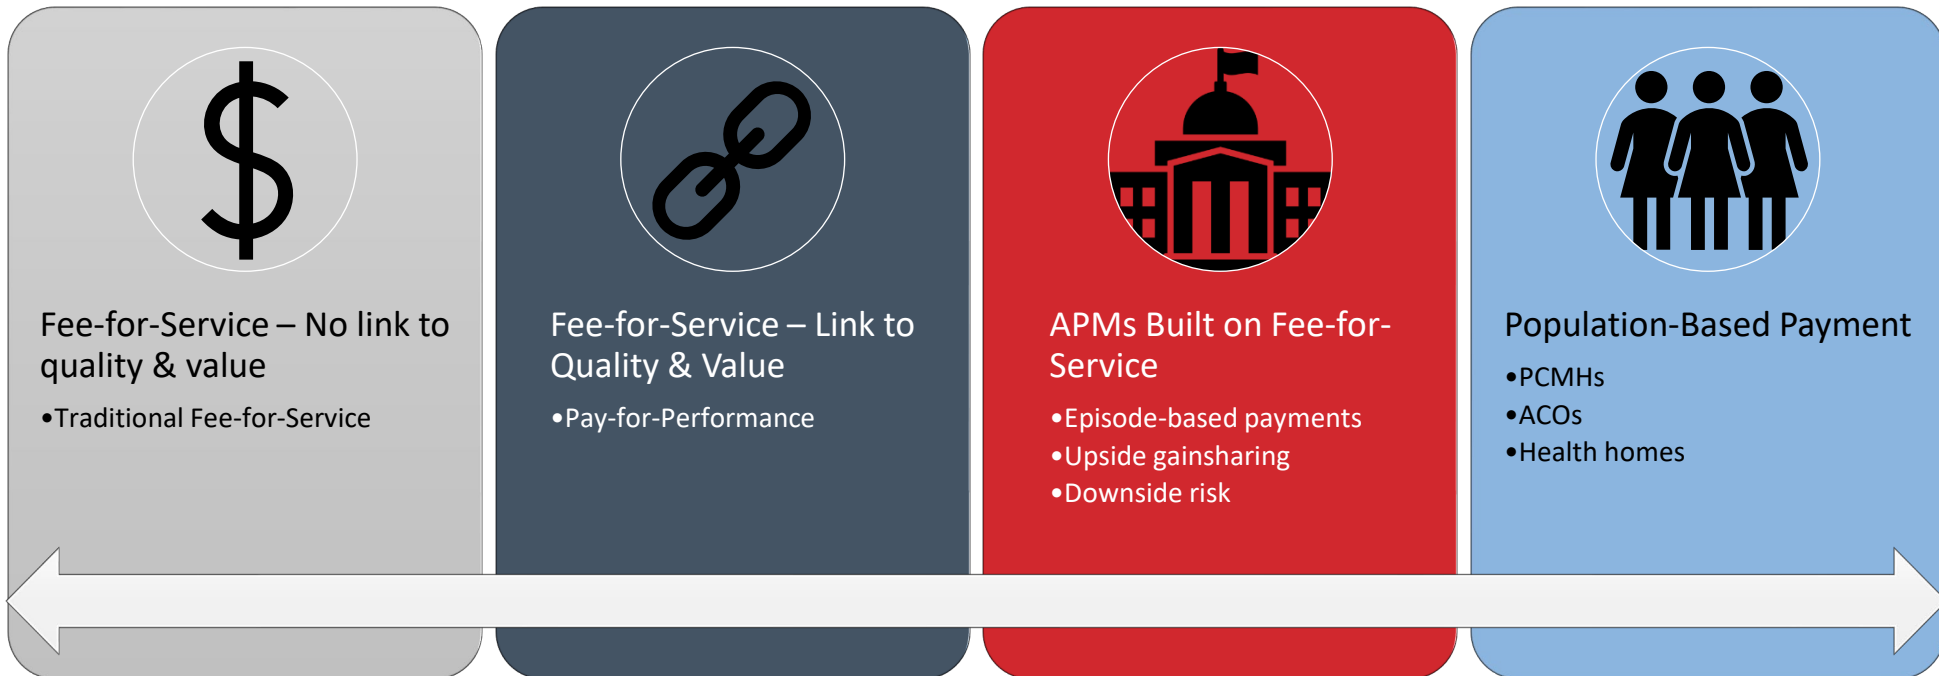 Fee-for-Service – No link to
quality & value
•Traditional Fee-for-Service
Fee-for-Service – Link to
Quality & Value
•Pay-for-Performance
APMs Built on Fee-for-
Service
•Episode-based payments
•Upside gainsharing
•Downside risk
Population-Based Payment
•PCMHs
•ACOs
•Health homes